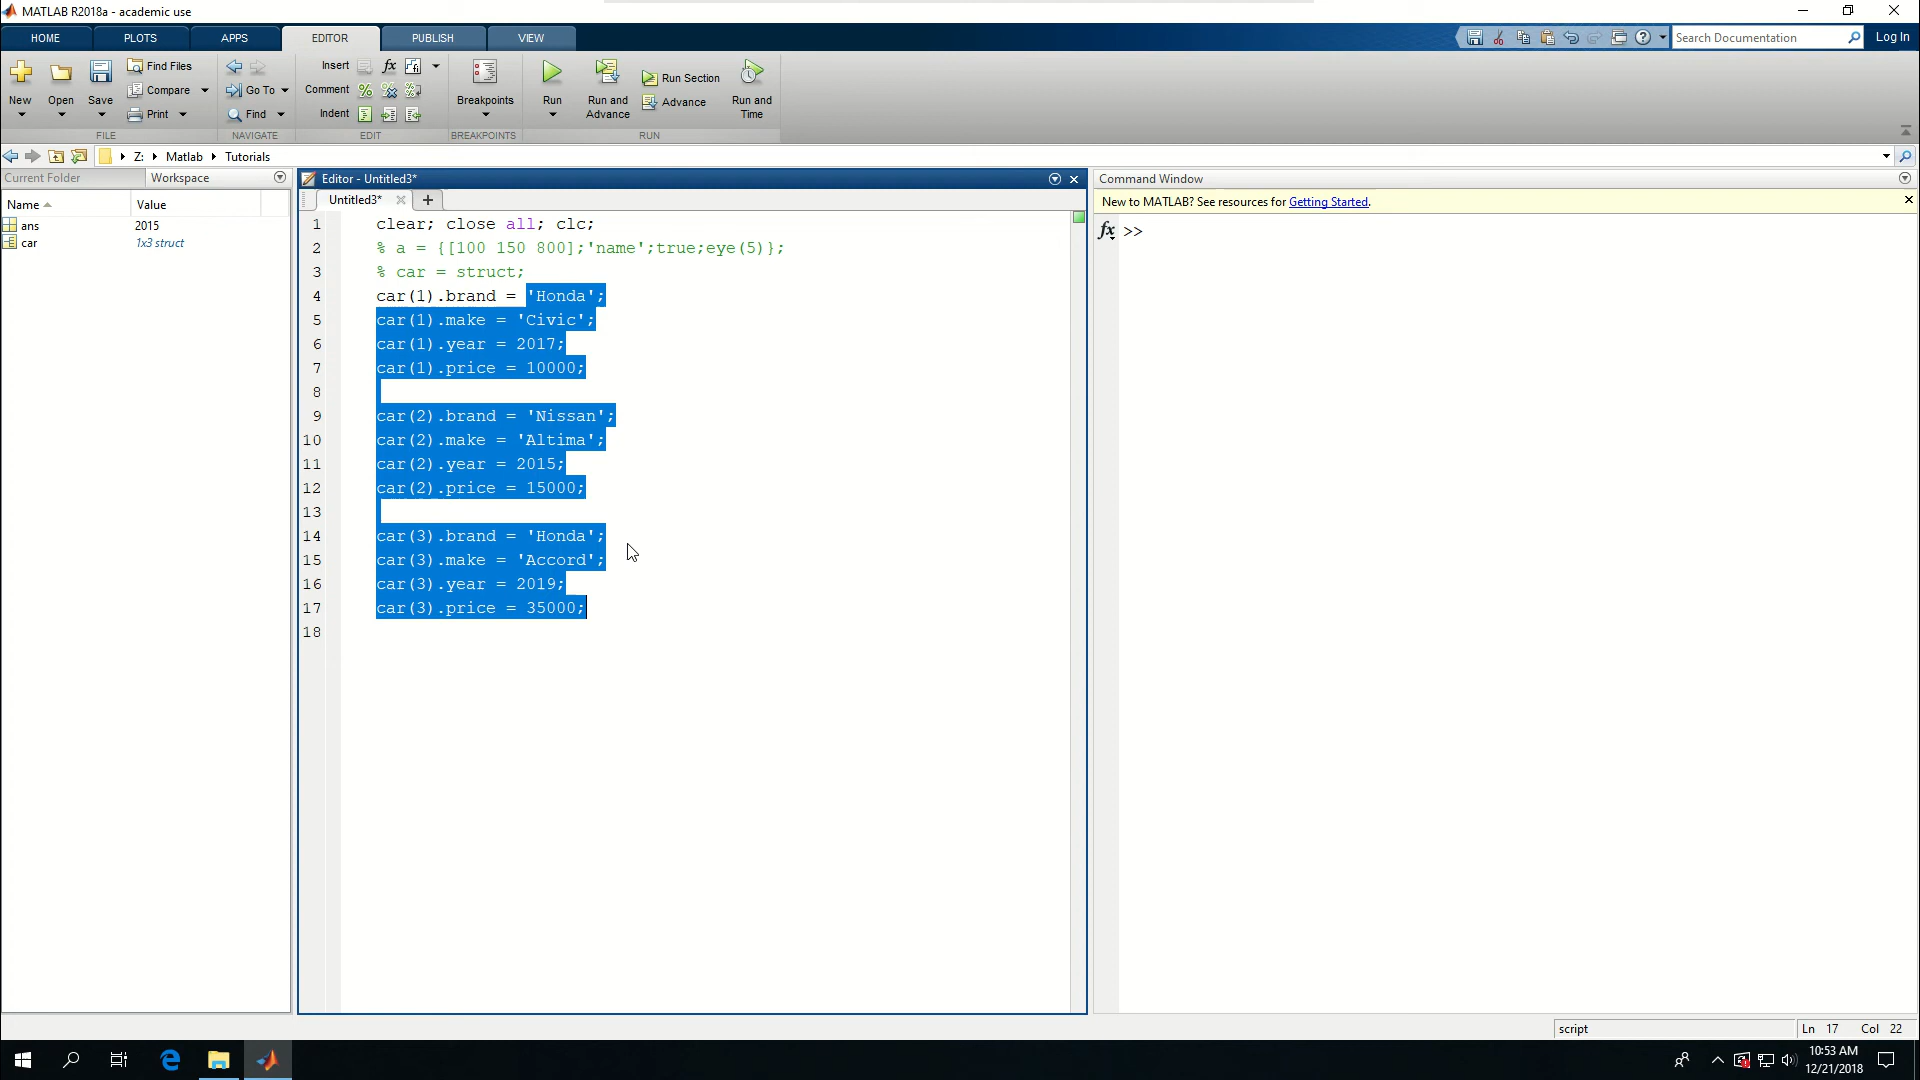 MATLAB R2018a - academic use
HOME PLOTS APPS EDITOR PUBLISH VIEW
Search Documentation
Log In
New
Open
Save
Find Files
Compare
Print
FILE
Go To
Find
NAVIGATE
Insert
Comment
Indent
EDIT
Breakpoints
BREAKPOINTS
Run
Run and Advance
Run Section
Advance
Run and Time
RUN
Z: Matlab Tutorials
Current Folder Workspace
Name Value
ans 2015
car 1x3 struct
Editor - Untitled3*
Untitled3*
1 clear; close all; clc;
2 % a = {[100 150 800];'name';true;eye(5)};
3 % car = struct;
4 car(1).brand = 'Honda';
5 car(1).make = 'Civic';
6 car(1).year = 2017;
7 car(1).price = 10000;
8
9 car(2).brand = 'Nissan';
10 car(2).make = 'Altima';
11 car(2).year = 2015;
12 car(2).price = 15000;
13
14 car(3).brand = 'Honda';
15 car(3).make = 'Accord';
16 car(3).year = 2019;
17 car(3).price = 35000;
18
Command Window
New to MATLAB? See resources for Getting Started.
fx >>
script
Ln 17 Col 22
10:53 AM
12/21/2018